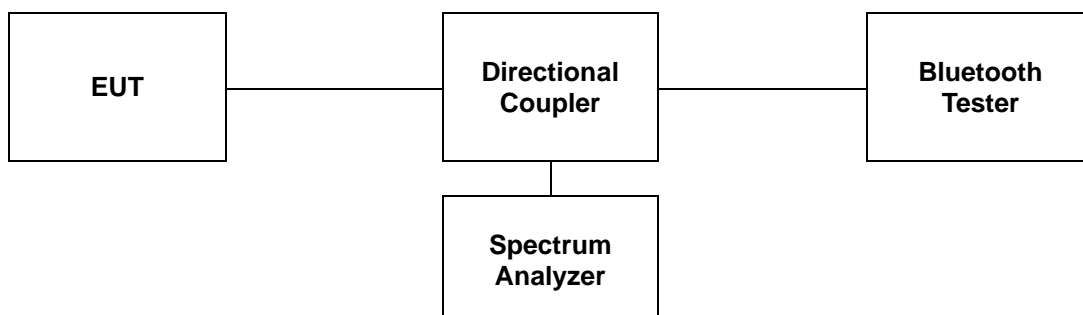 EUT
Directional
Coupler
Bluetooth
Tester
Spectrum
Analyzer